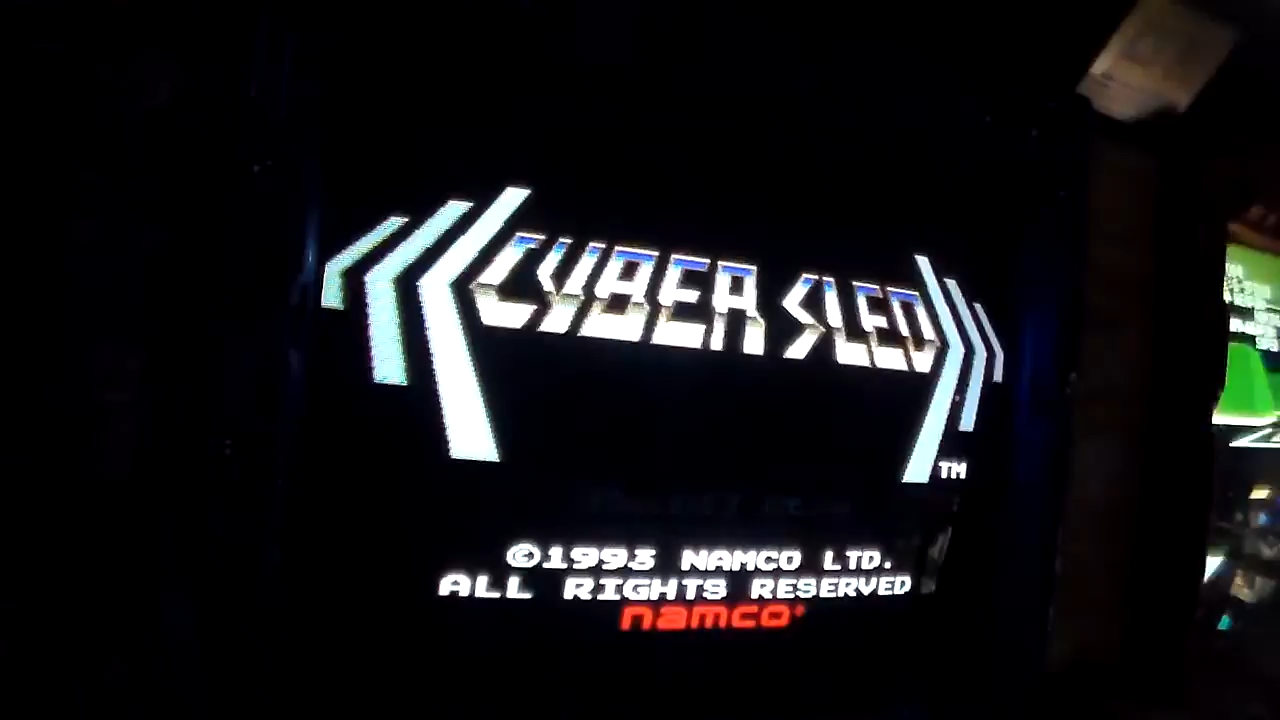 CYBER SLED
TM
©1993 NAMCO LTD.
ALL RIGHTS RESERVED
namco